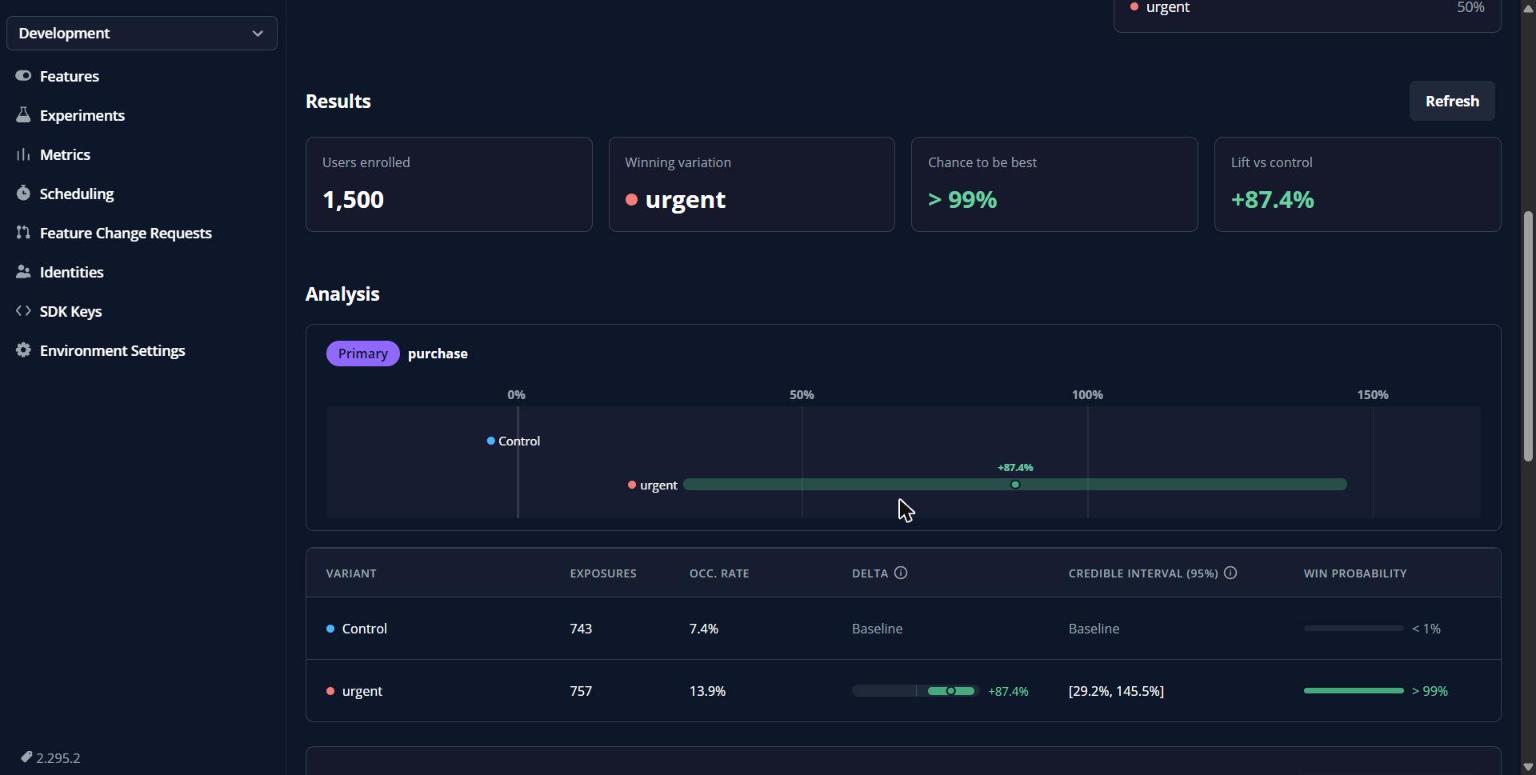 Development
Features
Experiments
Metrics
Scheduling
Feature Change Requests
Identities
SDK Keys
Environment Settings
2.295.2
urgent 50%
Results
Refresh
Users enrolled
1,500
Winning variation
urgent
Chance to be best
> 99%
Lift vs control
+87.4%
Analysis
Primary purchase
0% 50% 100% 150%
Control
+87.4%
urgent
VARIANT EXPOSURES OCC. RATE DELTA CREDIBLE INTERVAL (95%) WIN PROBABILITY
Control 743 7.4% Baseline Baseline < 1%
urgent 757 13.9% +87.4% [29.2%, 145.5%] > 99%